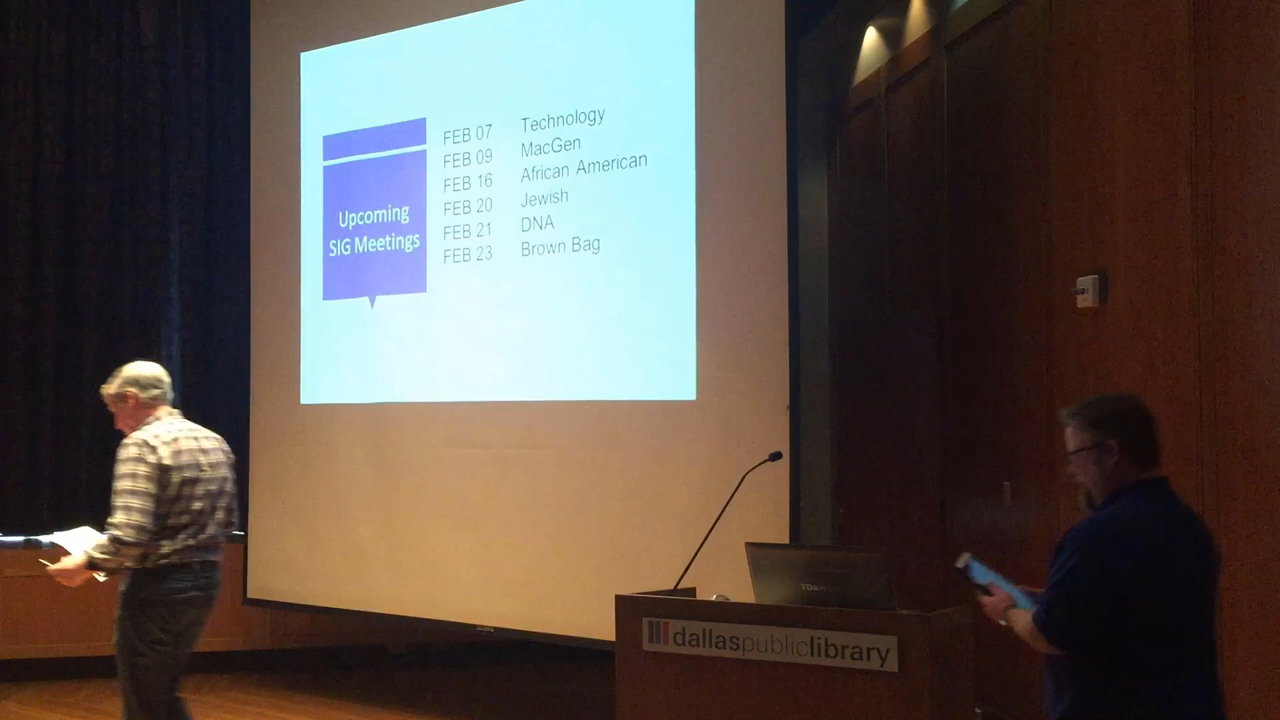 FEB 07 Technology
FEB 09 MacGen
FEB 16 African American
FEB 20 Jewish
FEB 21 DNA
FEB 23 Brown Bag
Upcoming
SIG Meetings
dallaspubliclibrary